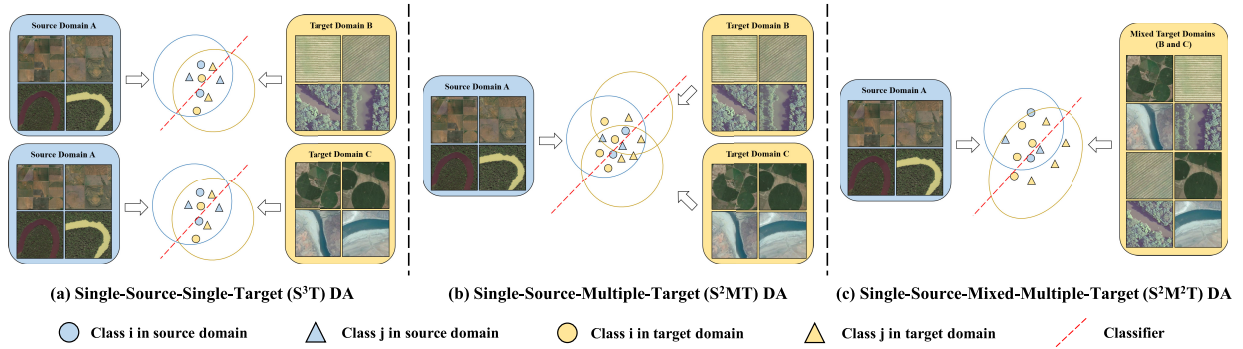 Source Domain A
Target Domain B
Source Domain A
Target Domain C
(a) Single-Source-Single-Target (S³T) DA
Source Domain A
Target Domain B
Target Domain C
(b) Single-Source-Multiple-Target (S²MT) DA
Source Domain A
Mixed Target Domains
(B and C)
(c) Single-Source-Mixed-Multiple-Target (S²M²T) DA
Class i in source domain
Class j in source domain
Class i in target domain
Class j in target domain
Classifier